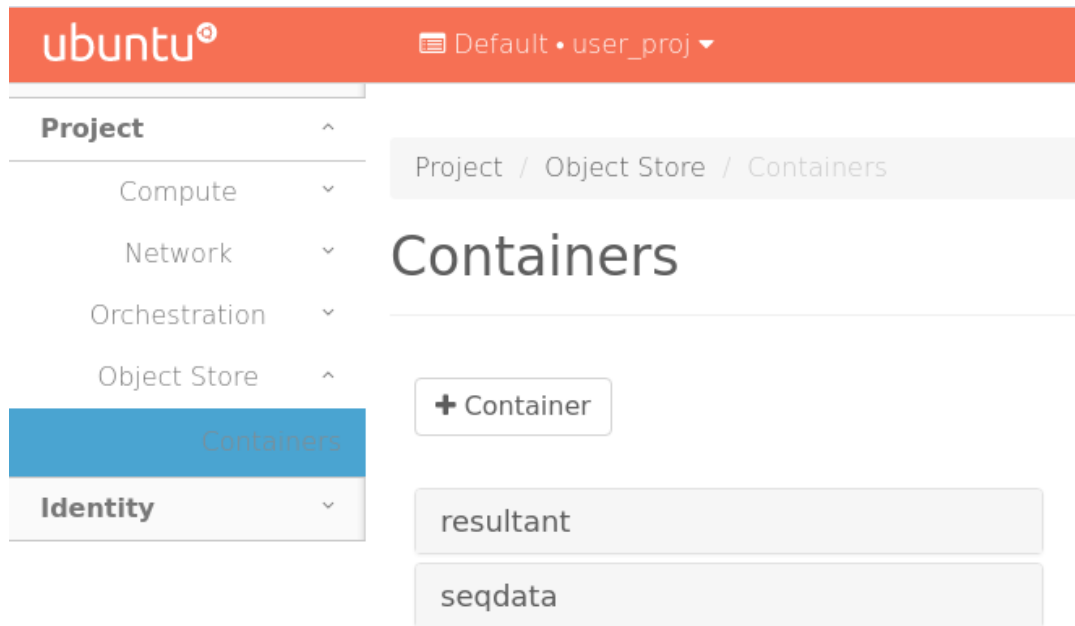 ubuntu
Default • user_proj
Project
Compute
Network
Orchestration
Object Store
Containers
Identity
Project / Object Store / Containers
Containers
+ Container
resultant
seqdata